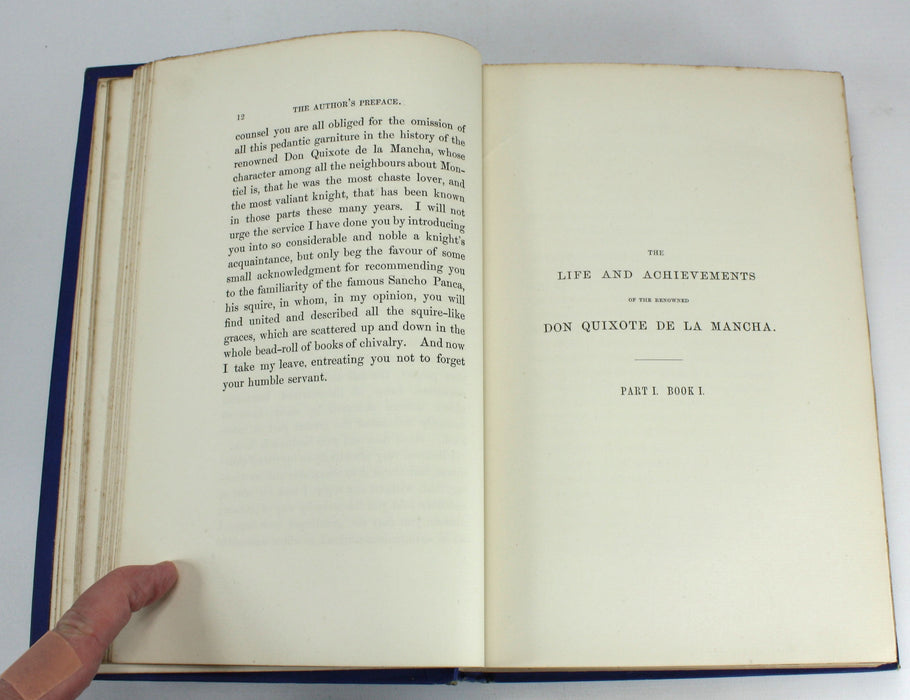 12 THE AUTHOR'S PREFACE.
counsel you are all obliged for the omission of
all this pedantic garniture in the history of the
renowned Don Quixote de la Mancha, whose
character among all the neighbours about Mon-
tiel is, that he was the most chaste lover, and
the most valiant knight, that has been known
in those parts these many years. I will not
urge the service I have done you by introducing
you into so considerable and noble a knight's
acquaintance, but only beg the favour of some
small acknowledgment for recommending you
to the familiarity of the famous Sancho Panca,
his squire, in whom, in my opinion, you will
find united and described all the squire-like
graces, which are scattered up and down in the
whole bead-roll of books of chivalry. And now
I take my leave, entreating you not to forget
your humble servant.
THE
LIFE AND ACHIEVEMENTS
OF THE RENOWNED
DON QUIXOTE DE LA MANCHA.
PART I. BOOK I.